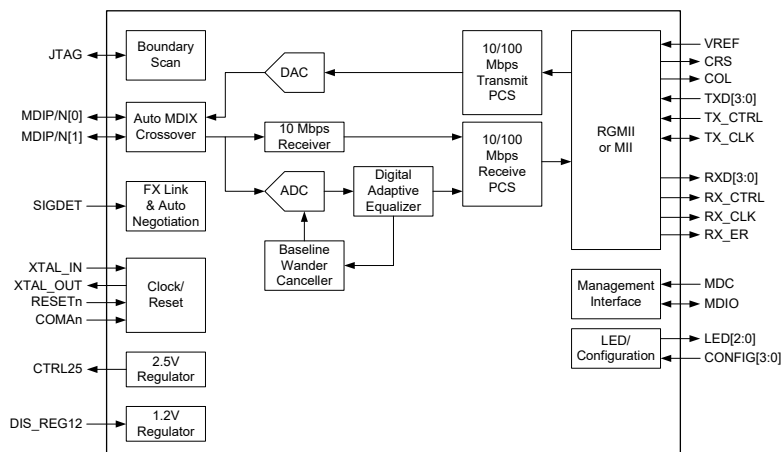 JTAG
Boundary
Scan
MDIP/N[0]
MDIP/N[1]
Auto MDIX
Crossover
SIGDET
FX Link
& Auto
Negotiation
XTAL_IN
XTAL_OUT
RESETn
COMAn
Clock/
Reset
CTRL25
2.5V
Regulator
DIS_REG12
1.2V
Regulator
DAC
10 Mbps
Receiver
ADC
Digital
Adaptive
Equalizer
Baseline
Wander
Canceller
10/100
Mbps
Transmit
PCS
10/100
Mbps
Receive
PCS
RGMII
or MII
Management
Interface
LED/
Configuration
VREF
CRS
COL
TXD[3:0]
TX_CTRL
TX_CLK
RXD[3:0]
RX_CTRL
RX_CLK
RX_ER
MDC
MDIO
LED[2:0]
CONFIG[3:0]